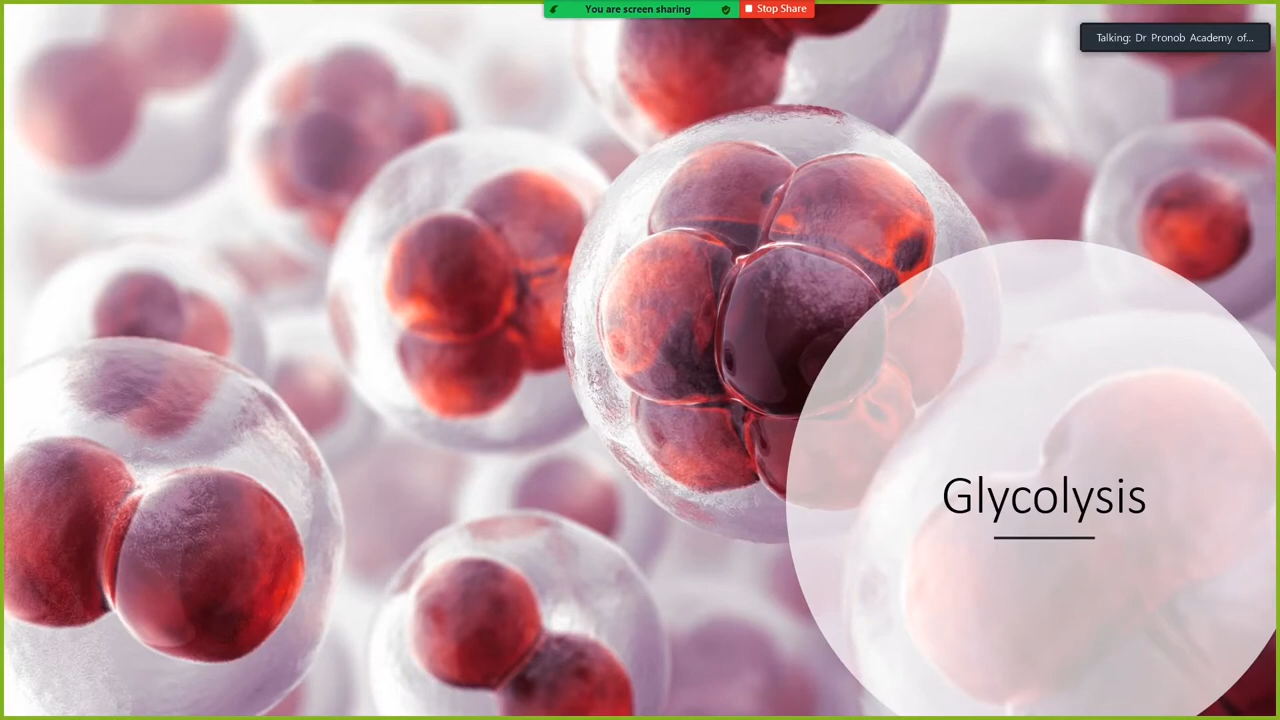 You are screen sharing
Stop Share
Talking: Dr Pronob Academy of...
Glycolysis